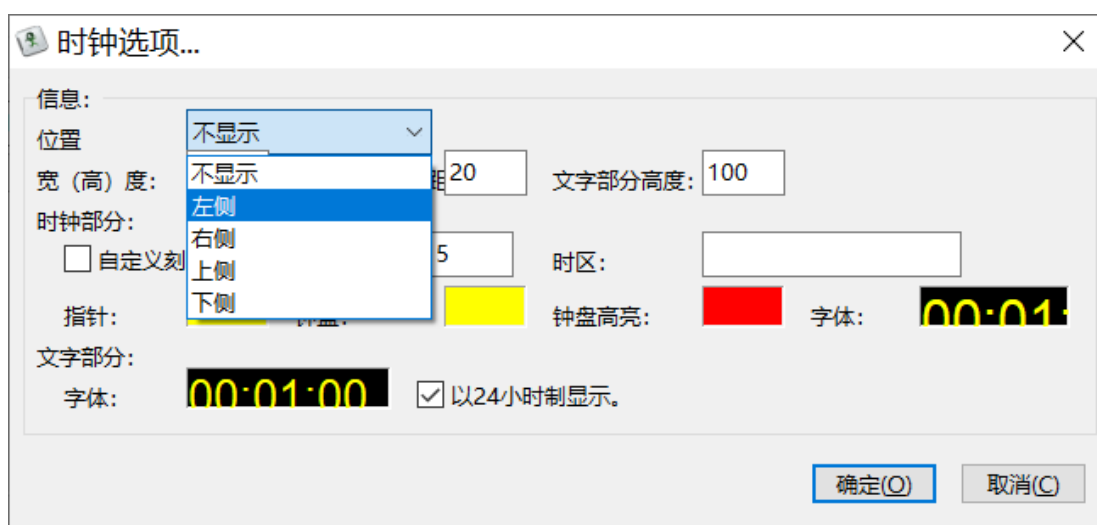 时钟选项...
信息:
位置 不显示
不显示
左侧
右侧
上侧
下侧
宽（高）度: 距 20 文字部分高度: 100
时钟部分:
自定义刻 5 时区:
指针: 钟盘: 钟盘高亮: 字体: 00:01:
文字部分:
字体: 00:01:00 以24小时制显示。
确定(O) 取消(C)